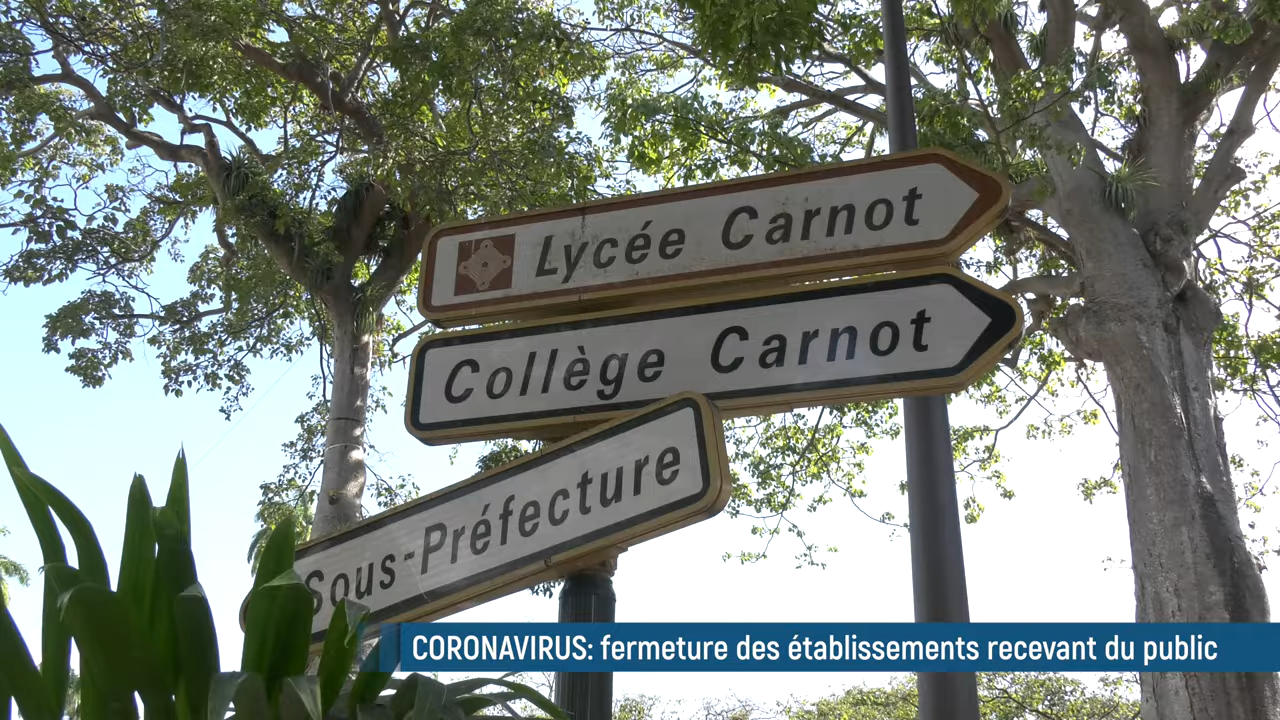 Lycée Carnot
Collège Carnot
Sous-Préfecture
CORONAVIRUS: fermeture des établissements recevant du public